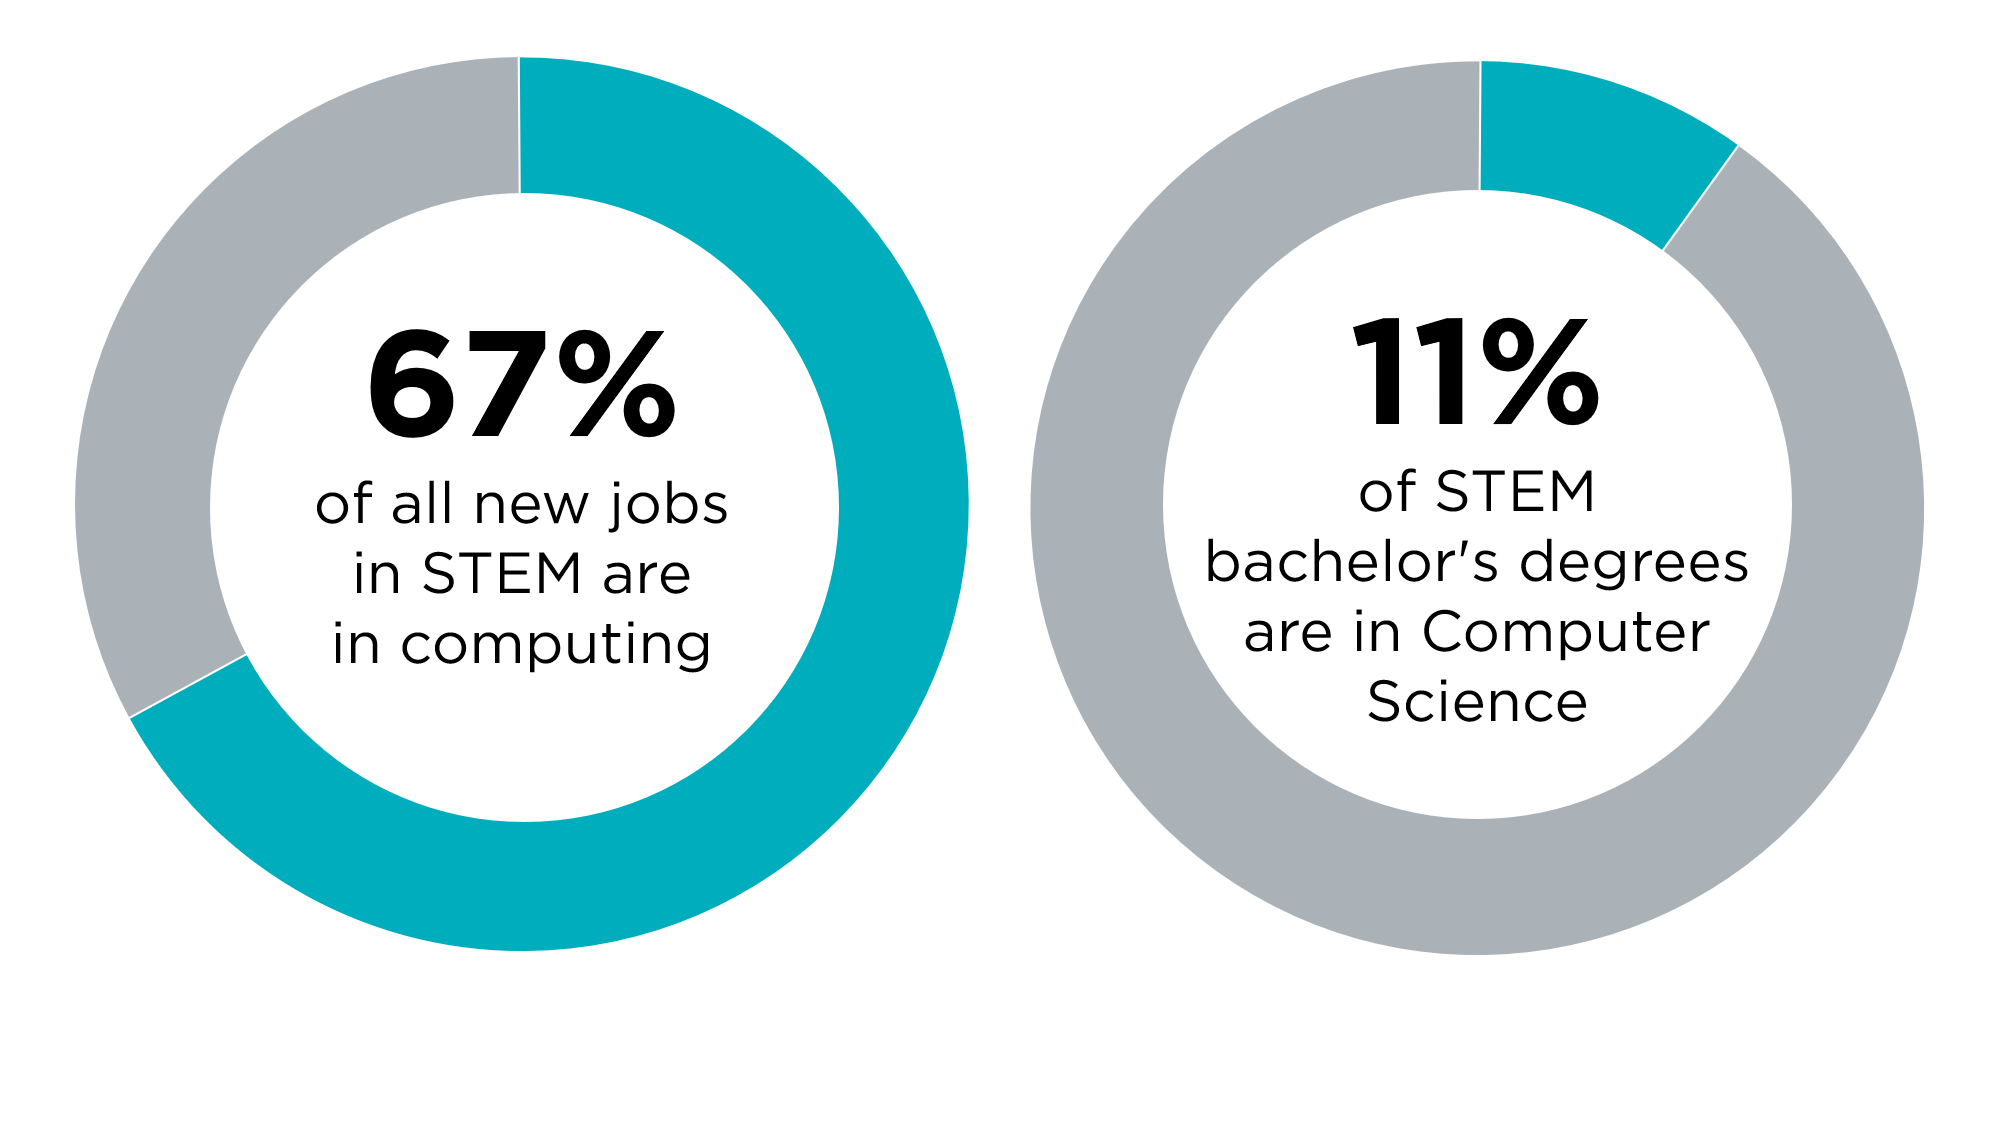 67%
of all new jobs
in STEM are
in computing
11%
of STEM
bachelor's degrees
are in Computer
Science